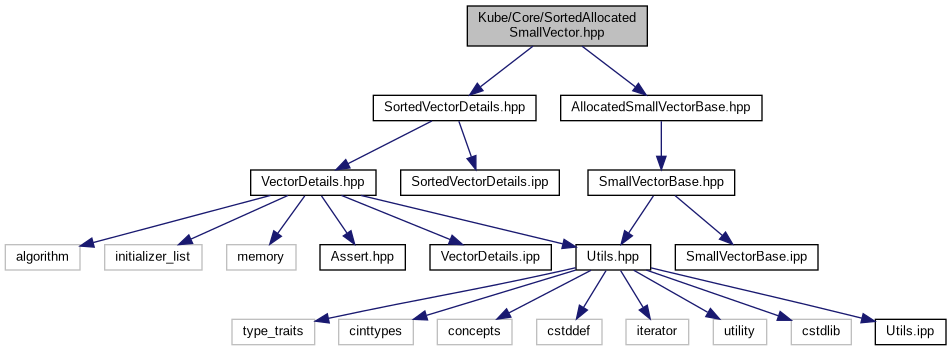 Kube/Core/SortedAllocated
SmallVector.hpp
SortedVectorDetails.hpp
AllocatedSmallVectorBase.hpp
VectorDetails.hpp
SortedVectorDetails.ipp
SmallVectorBase.hpp
algorithm
initializer_list
memory
Assert.hpp
VectorDetails.ipp
Utils.hpp
SmallVectorBase.ipp
type_traits
cinttypes
concepts
cstddef
iterator
utility
cstdlib
Utils.ipp